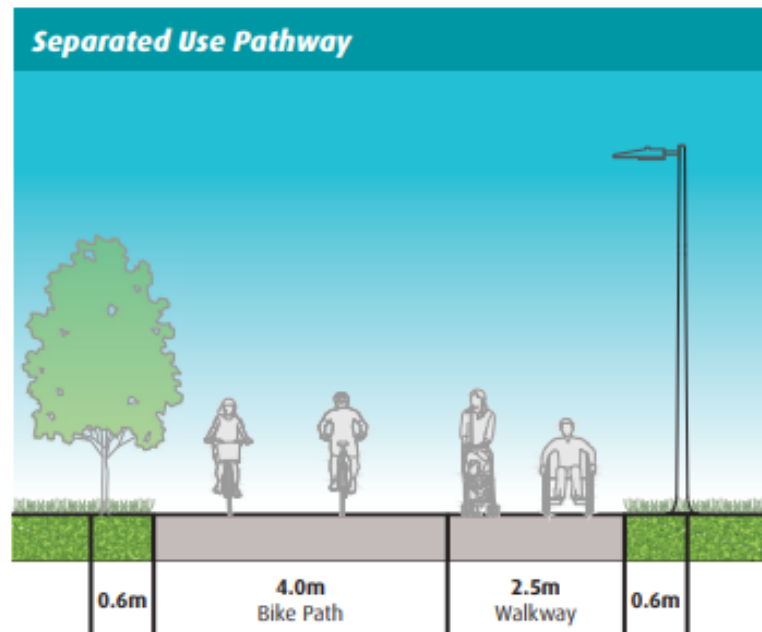 Separated Use Pathway
0.6m
4.0m
Bike Path
2.5m
Walkway
0.6m